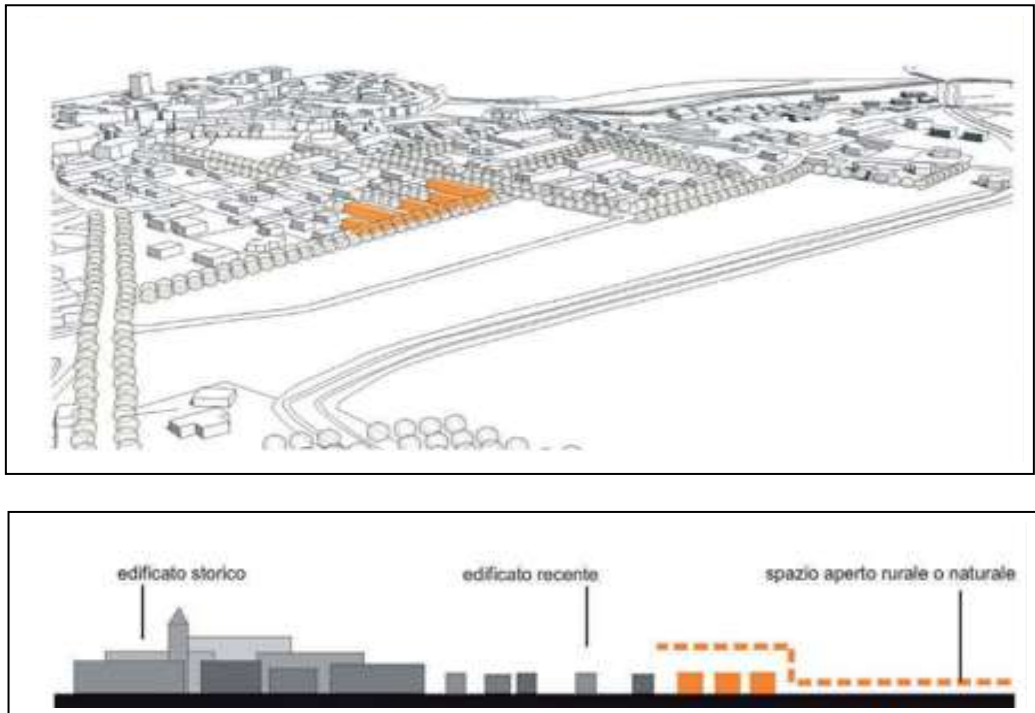 edificato storico
edificato recente
spazio aperto rurale o naturale